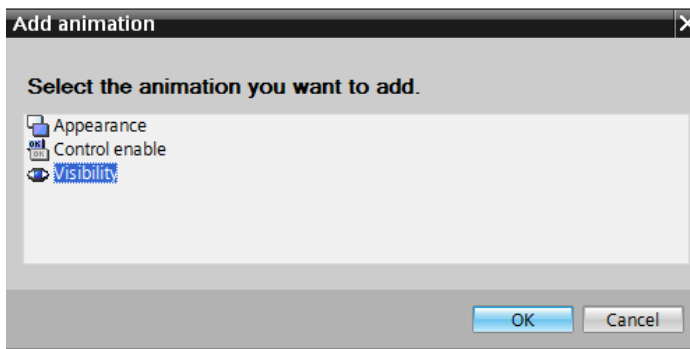 Add animation
Select the animation you want to add.
Appearance
Control enable
Visibility
OK Cancel